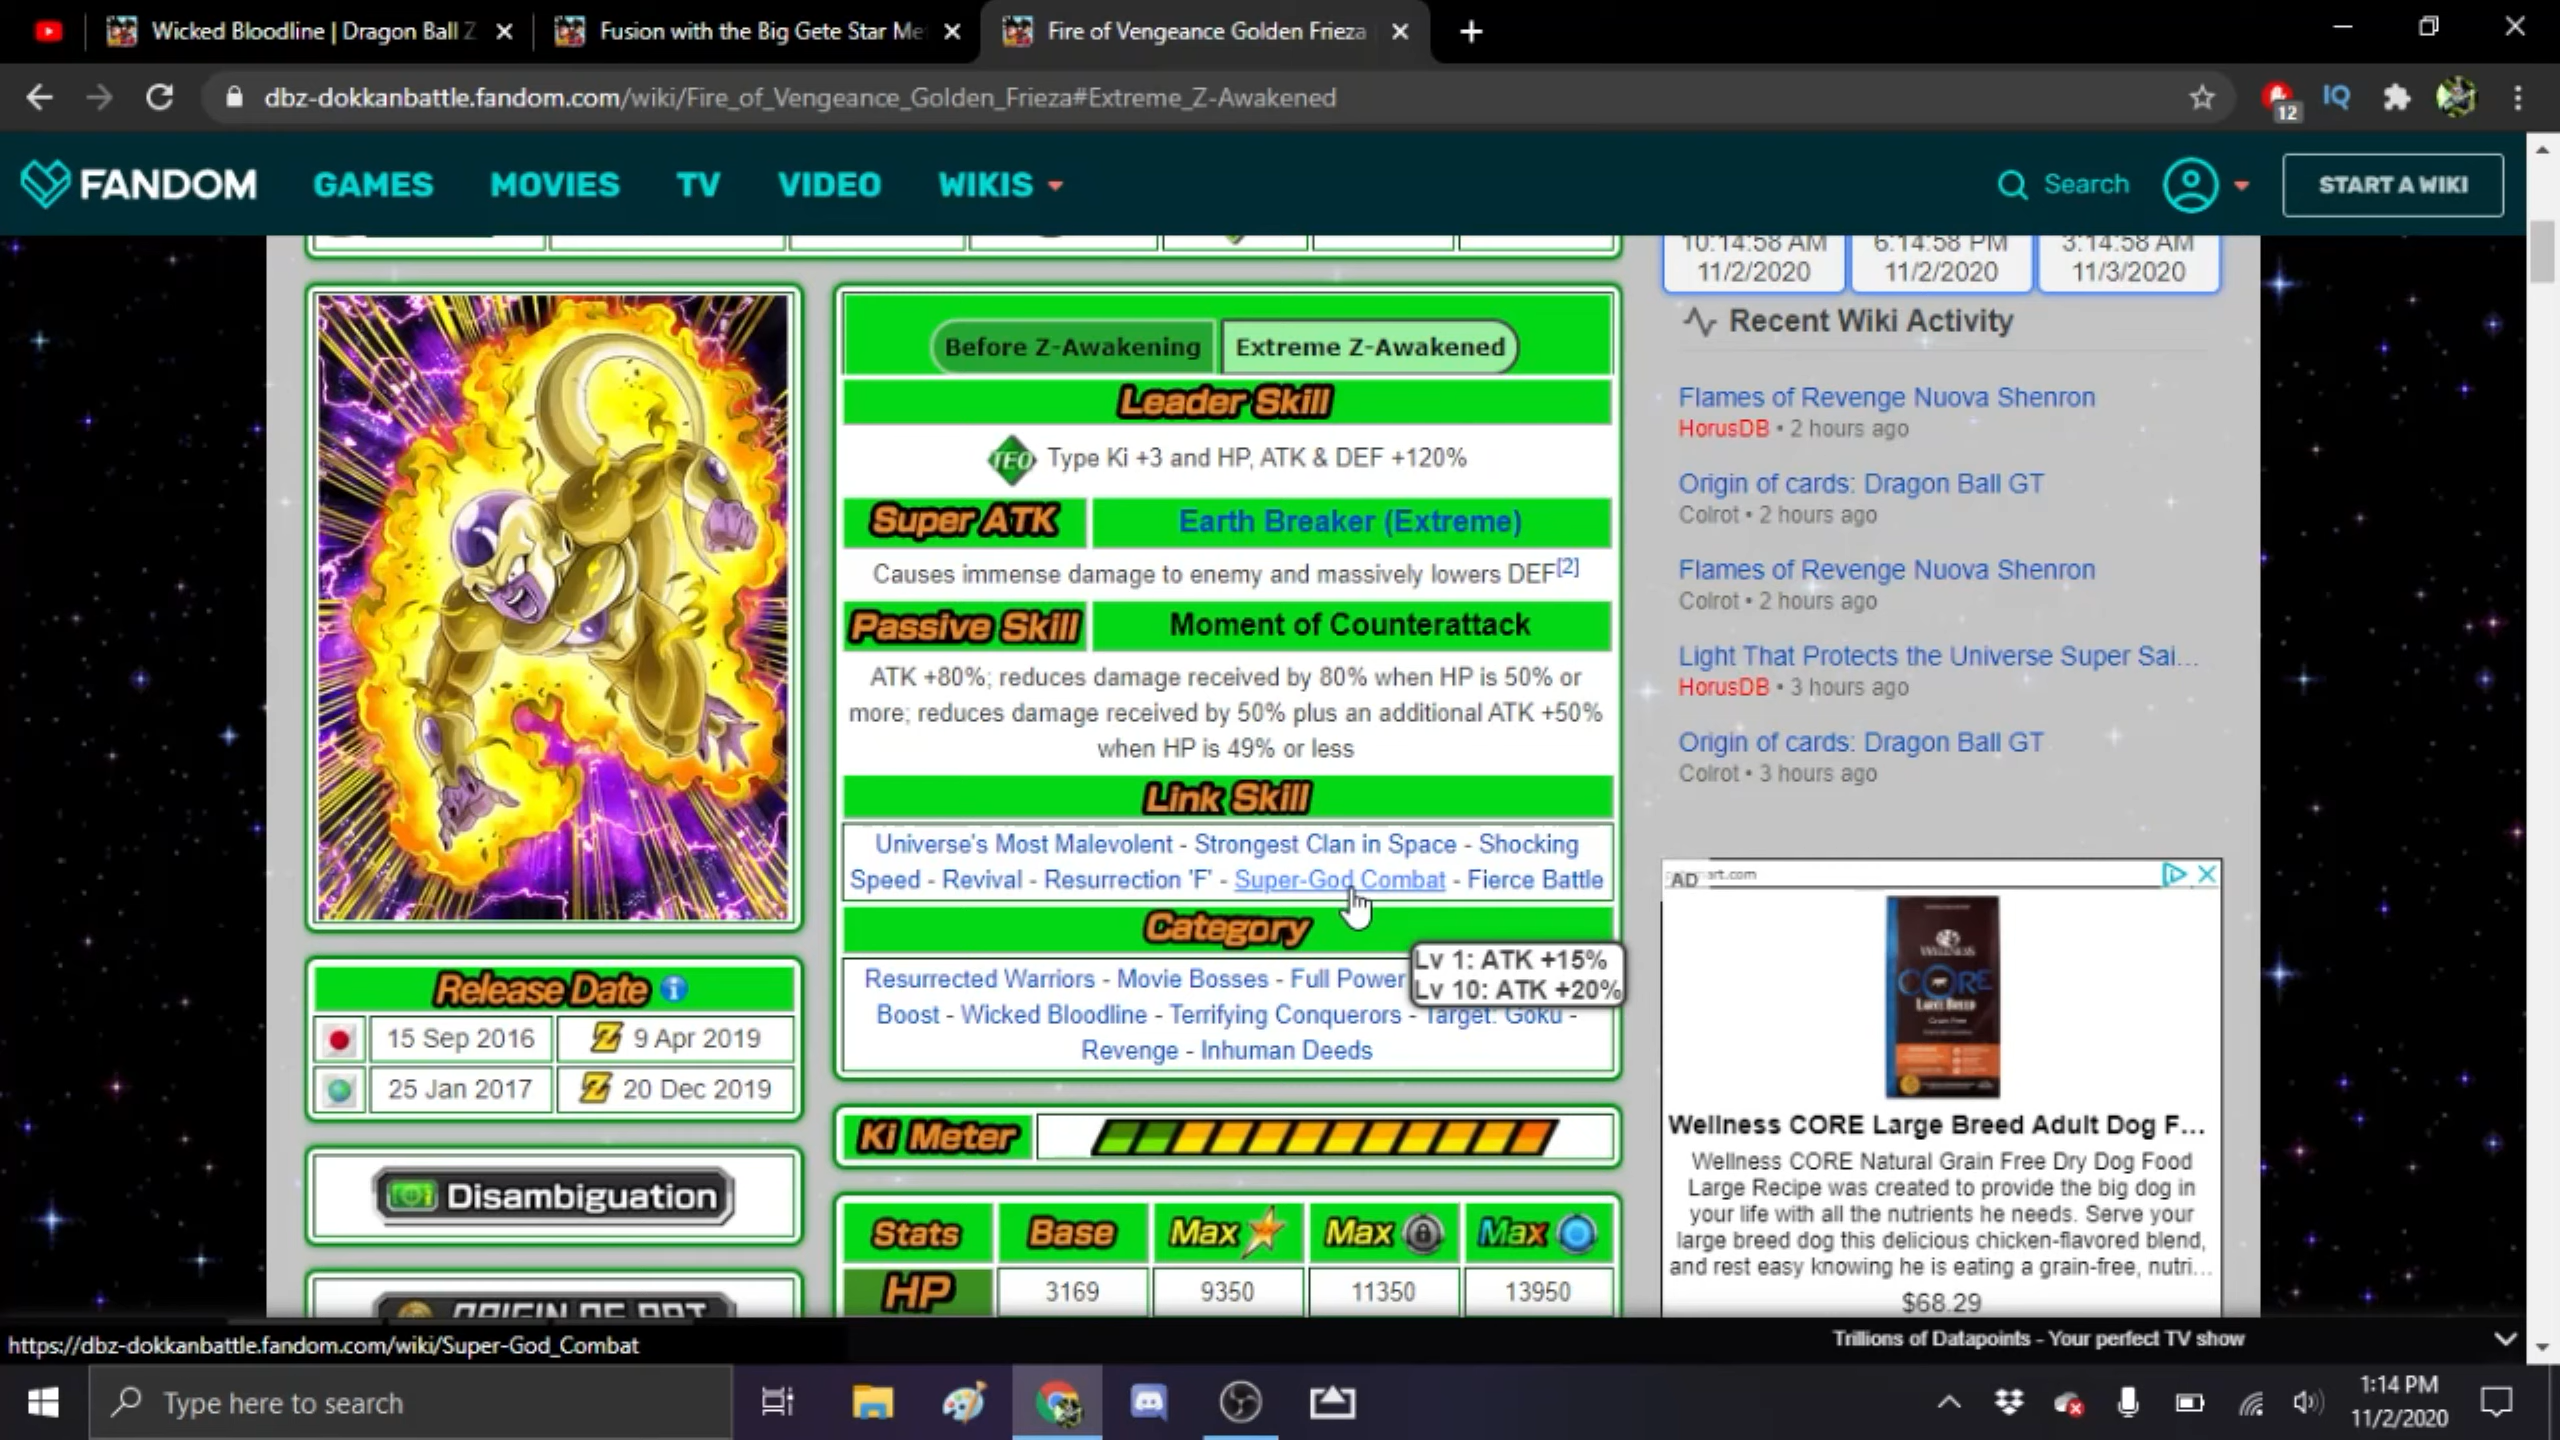 Wicked Bloodline | Dragon Ball Z
Fusion with the Big Gete Star Me
Fire of Vengeance Golden Frieza
dbz-dokkanbattle.fandom.com/wiki/Fire_of_Vengeance_Golden_Frieza#Extreme_Z-Awakened
12
IQ
FANDOM
GAMES
MOVIES
TV
VIDEO
WIKIS
Search
START A WIKI
10:14:58 AM
11/2/2020
6:14:58 PM
11/2/2020
3:14:58 AM
11/3/2020
Before Z-Awakening
Extreme Z-Awakened
Leader Skill
TEQ Type Ki +3 and HP, ATK & DEF +120%
Super ATK
Earth Breaker (Extreme)
Causes immense damage to enemy and massively lowers DEF[2]
Passive Skill
Moment of Counterattack
ATK +80%; reduces damage received by 80% when HP is 50% or
more; reduces damage received by 50% plus an additional ATK +50%
when HP is 49% or less
Link Skill
Universe's Most Malevolent - Strongest Clan in Space - Shocking
Speed - Revival - Resurrection 'F' - Super-God Combat - Fierce Battle
Category
Lv 1: ATK +15%
Lv 10: ATK +20%
Resurrected Warriors - Movie Bosses - Full Power
Boost - Wicked Bloodline - Terrifying Conquerors - Target: Goku -
Revenge - Inhuman Deeds
Ki Meter
Stats
Base
Max
Max
Max
HP
3169
9350
11350
13950
Release Date
15 Sep 2016
Z 9 Apr 2019
25 Jan 2017
Z 20 Dec 2019
Disambiguation
Recent Wiki Activity
Flames of Revenge Nuova Shenron
HorusDB • 2 hours ago
Origin of cards: Dragon Ball GT
Colrot • 2 hours ago
Flames of Revenge Nuova Shenron
Colrot • 2 hours ago
Light That Protects the Universe Super Sai...
HorusDB • 3 hours ago
Origin of cards: Dragon Ball GT
Colrot • 3 hours ago
AD
art.com
WELLNESS
CORE
LARGE BREED
Wellness CORE Large Breed Adult Dog F...
Wellness CORE Natural Grain Free Dry Dog Food
Large Recipe was created to provide the big dog in
your life with all the nutrients he needs. Serve your
large breed dog this delicious chicken-flavored blend,
and rest easy knowing he is eating a grain-free, nutri...
$68.29
https://dbz-dokkanbattle.fandom.com/wiki/Super-God_Combat
Trillions of Datapoints - Your perfect TV show
Type here to search
1:14 PM
11/2/2020